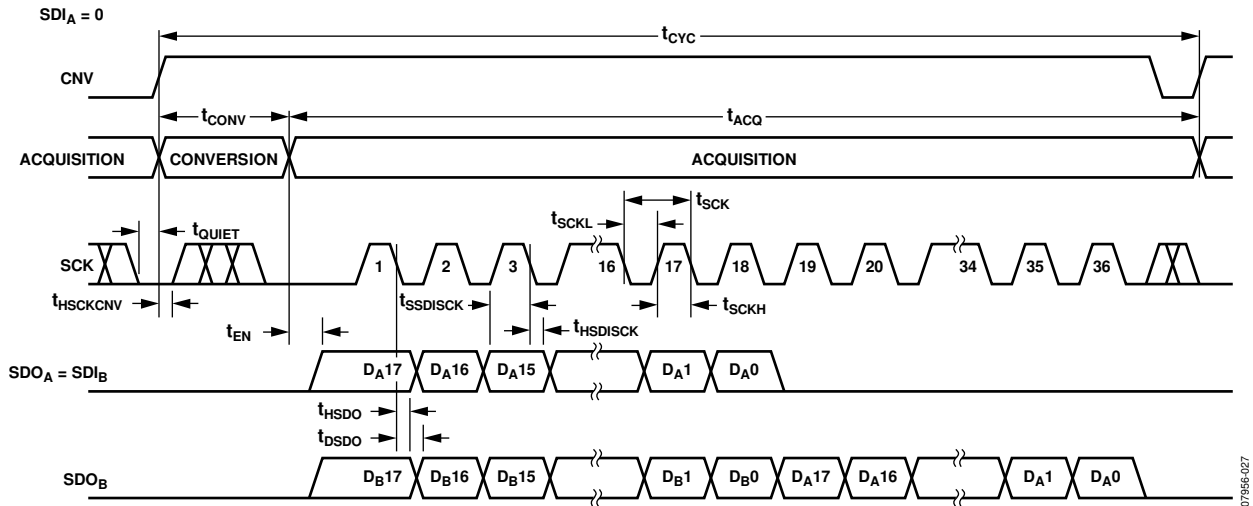 SDIA = 0
tCYC
CNV
tCONV
tACQ
ACQUISITION CONVERSION ACQUISITION
tSCK
tSCKL
tQUIET
SCK 1 2 3 16 17 18 19 20 34 35 36
tHSCKCNV
tSSDISCK
tSCKH
tEN
tHSDISCK
SDOA = SDIB DA17 DA16 DA15 DA1 DA0
tHSDO
tDSDO
SDOB DB17 DB16 DB15 DB1 DB0 DA17 DA16 DA1 DA0
07956-027